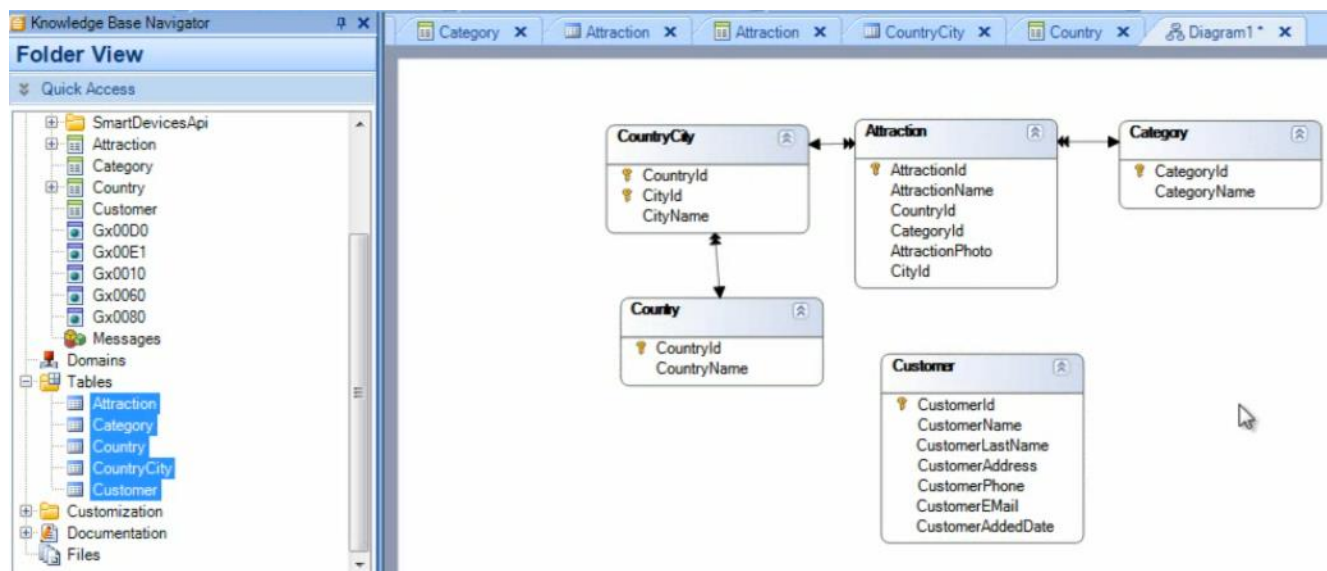 Knowledge Base Navigator
Folder View
Quick Access
SmartDevicesApi
Attraction
Category
Country
Customer
Gx00D0
Gx00E1
Gx0010
Gx0060
Gx0080
Messages
Domains
Tables
Attraction
Category
Country
CountryCity
Customer
Customization
Documentation
Files
Category X Attraction X Attraction X CountryCity X Country X Diagram1 * X
CountryCity
CountryId
CityId
CityName
Attraction
AttractionId
AttractionName
CountryId
CategoryId
AttractionPhoto
CityId
Category
CategoryId
CategoryName
Country
CountryId
CountryName
Customer
CustomerId
CustomerName
CustomerLastName
CustomerAddress
CustomerPhone
CustomerEMail
CustomerAddedDate